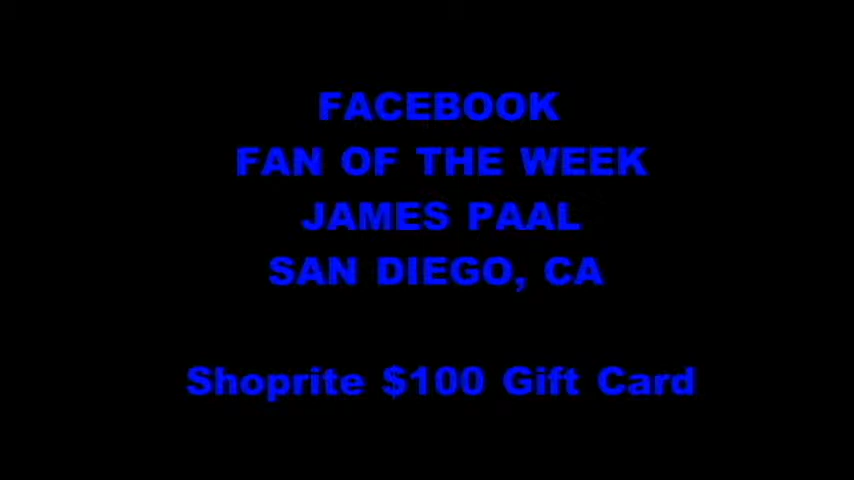 FACEBOOK
FAN OF THE WEEK
JAMES PAAL
SAN DIEGO, CA
Shoprite $100 Gift Card